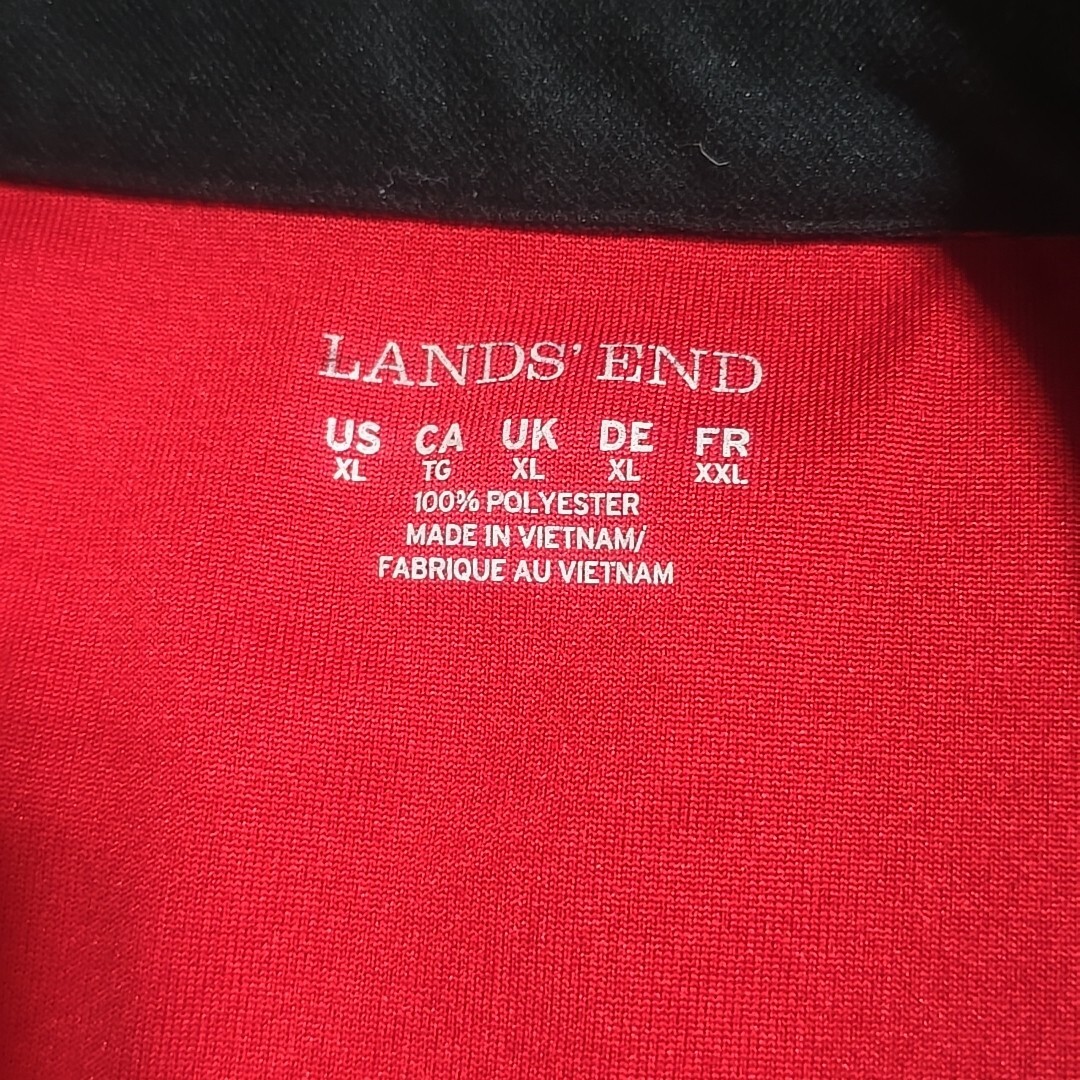 LANDS' END
US CA UK DE FR
XL TG XL XL XXL
100% POLYESTER
MADE IN VIETNAM/
FABRIQUE AU VIETNAM